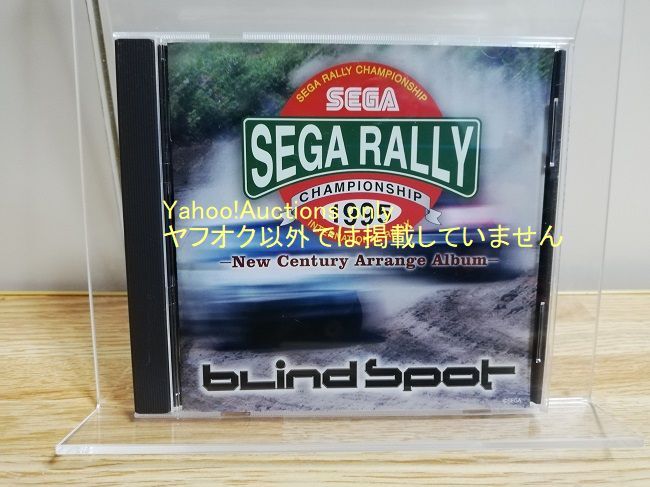 SEGA RALLY CHAMPIONSHIP
SEGA
SEGA RALLY
CHAMPIONSHIP
1995
Yahoo!Auctions only
ヤフオク以外では掲載していません
-New Century Arrange Album-
blind Spot
©SEGA